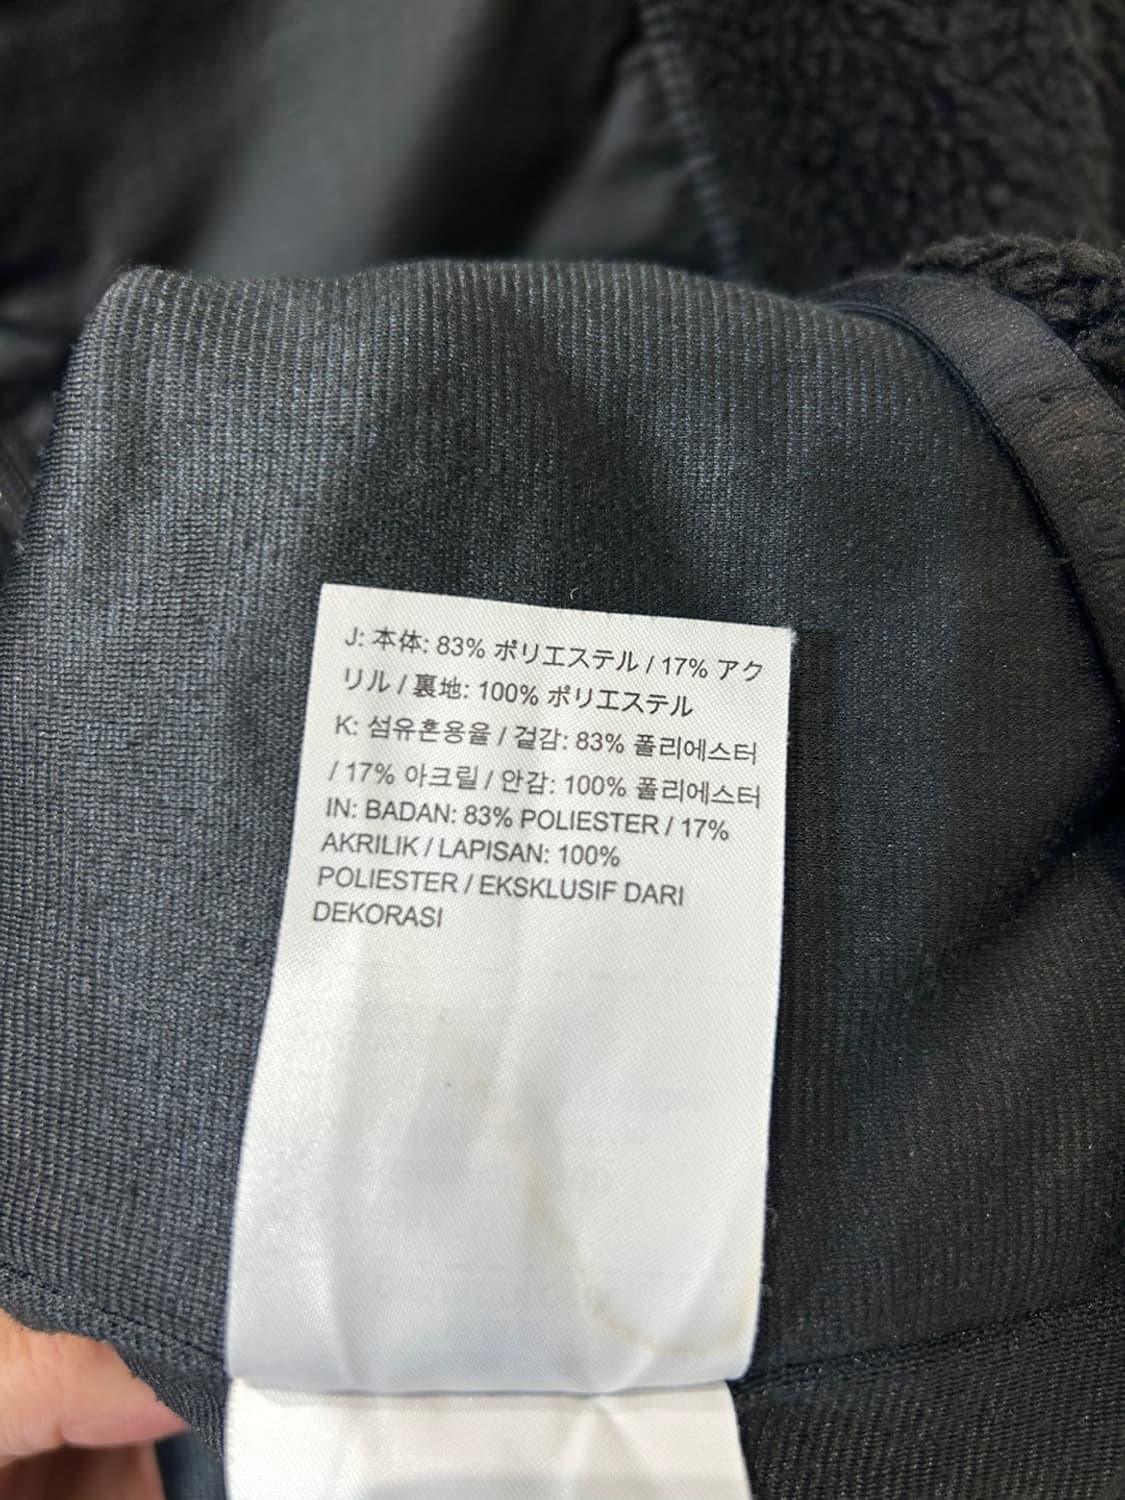 J: 本体: 83% ポリエステル / 17% アク
リル / 裏地: 100% ポリエステル
K: 섬유혼용율 / 겉감: 83% 폴리에스터
/ 17% 아크릴 / 안감: 100% 폴리에스터
IN: BADAN: 83% POLIESTER / 17%
AKRILIK / LAPISAN: 100%
POLIESTER / EKSKLUSIF DARI
DEKORASI